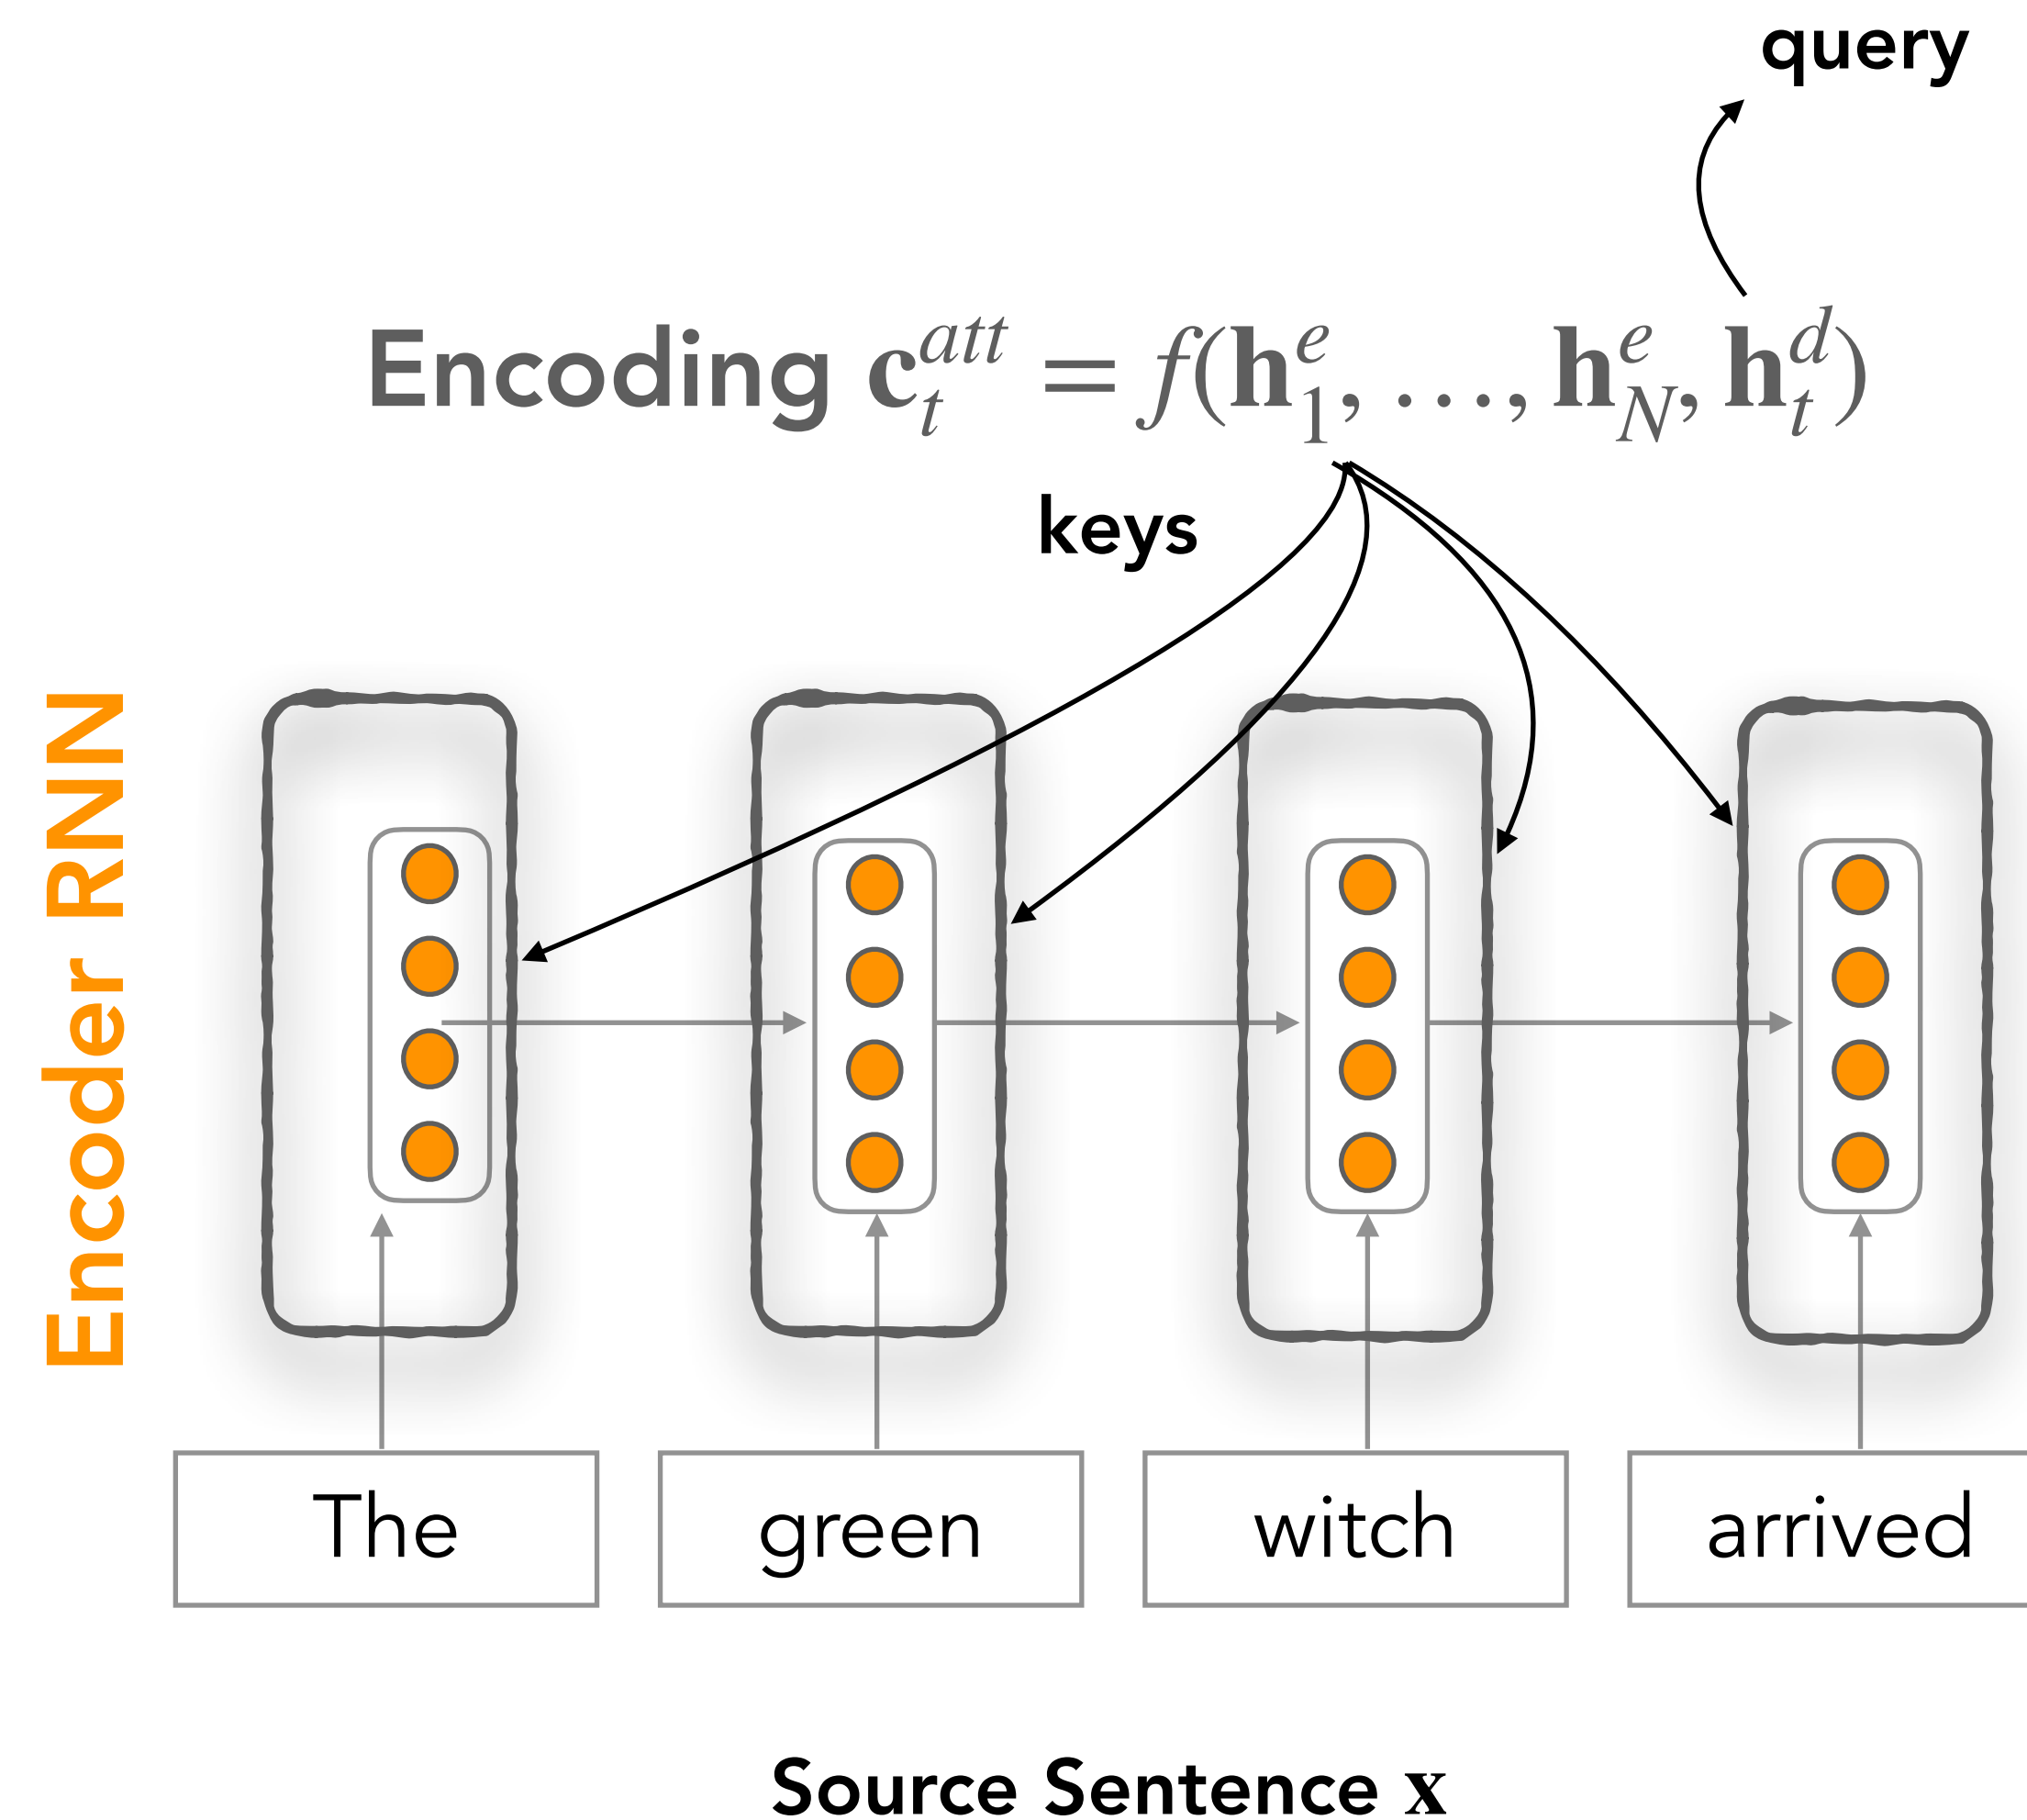 query
Encoding c_t^{att} = f(h_1^e, …, h_N^e, h_t^d)
keys
Encoder RNN
The
green
witch
arrived
Source Sentence x